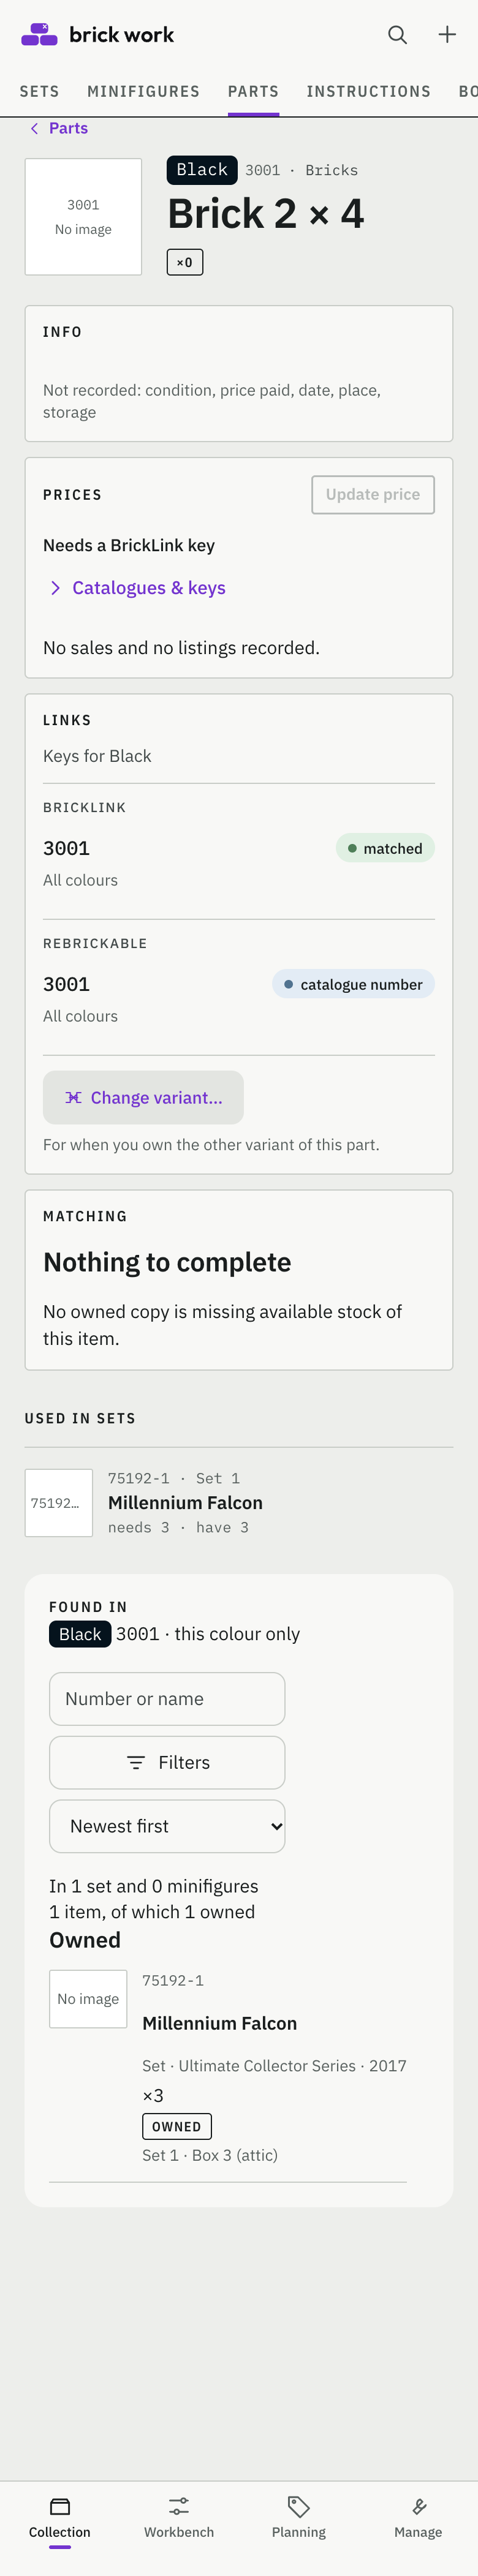 brick work
SETS MINIFIGURES PARTS INSTRUCTIONS BO
Parts
3001
No image
Black 3001 · Bricks
Brick 2 × 4
×0
INFO
Not recorded: condition, price paid, date, place,
storage
PRICES
Update price
Needs a BrickLink key
Catalogues & keys
No sales and no listings recorded.
LINKS
Keys for Black
BRICKLINK
3001
matched
All colours
REBRICKABLE
3001
catalogue number
All colours
Change variant…
For when you own the other variant of this part.
MATCHING
Nothing to complete
No owned copy is missing available stock of
this item.
USED IN SETS
75192…
75192-1 · Set 1
Millennium Falcon
needs 3 · have 3
FOUND IN
Black 3001 · this colour only
Number or name
Filters
Newest first
In 1 set and 0 minifigures
1 item, of which 1 owned
Owned
No image
75192-1
Millennium Falcon
Set · Ultimate Collector Series · 2017
×3
OWNED
Set 1 · Box 3 (attic)
Collection Workbench Planning Manage